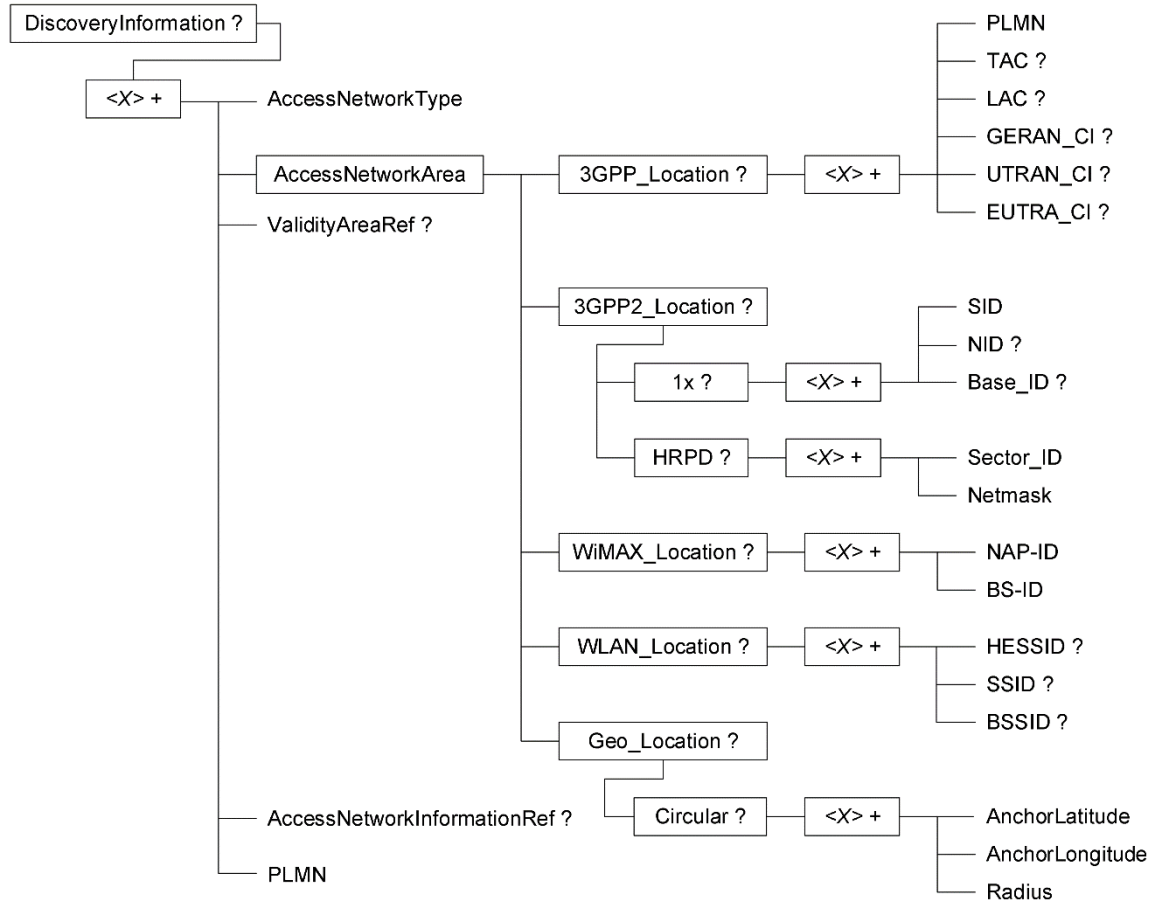 DiscoveryInformation ?
<X> +
AccessNetworkType
AccessNetworkArea
ValidityAreaRef ?
AccessNetworkInformationRef ?
PLMN
3GPP_Location ?
<X> +
PLMN
TAC ?
LAC ?
GERAN_CI ?
UTRAN_CI ?
EUTRA_CI ?
3GPP2_Location ?
1x ?
<X> +
SID
NID ?
Base_ID ?
HRPD ?
<X> +
Sector_ID
Netmask
WiMAX_Location ?
<X> +
NAP-ID
BS-ID
WLAN_Location ?
<X> +
HESSID ?
SSID ?
BSSID ?
Geo_Location ?
Circular ?
<X> +
AnchorLatitude
AnchorLongitude
Radius